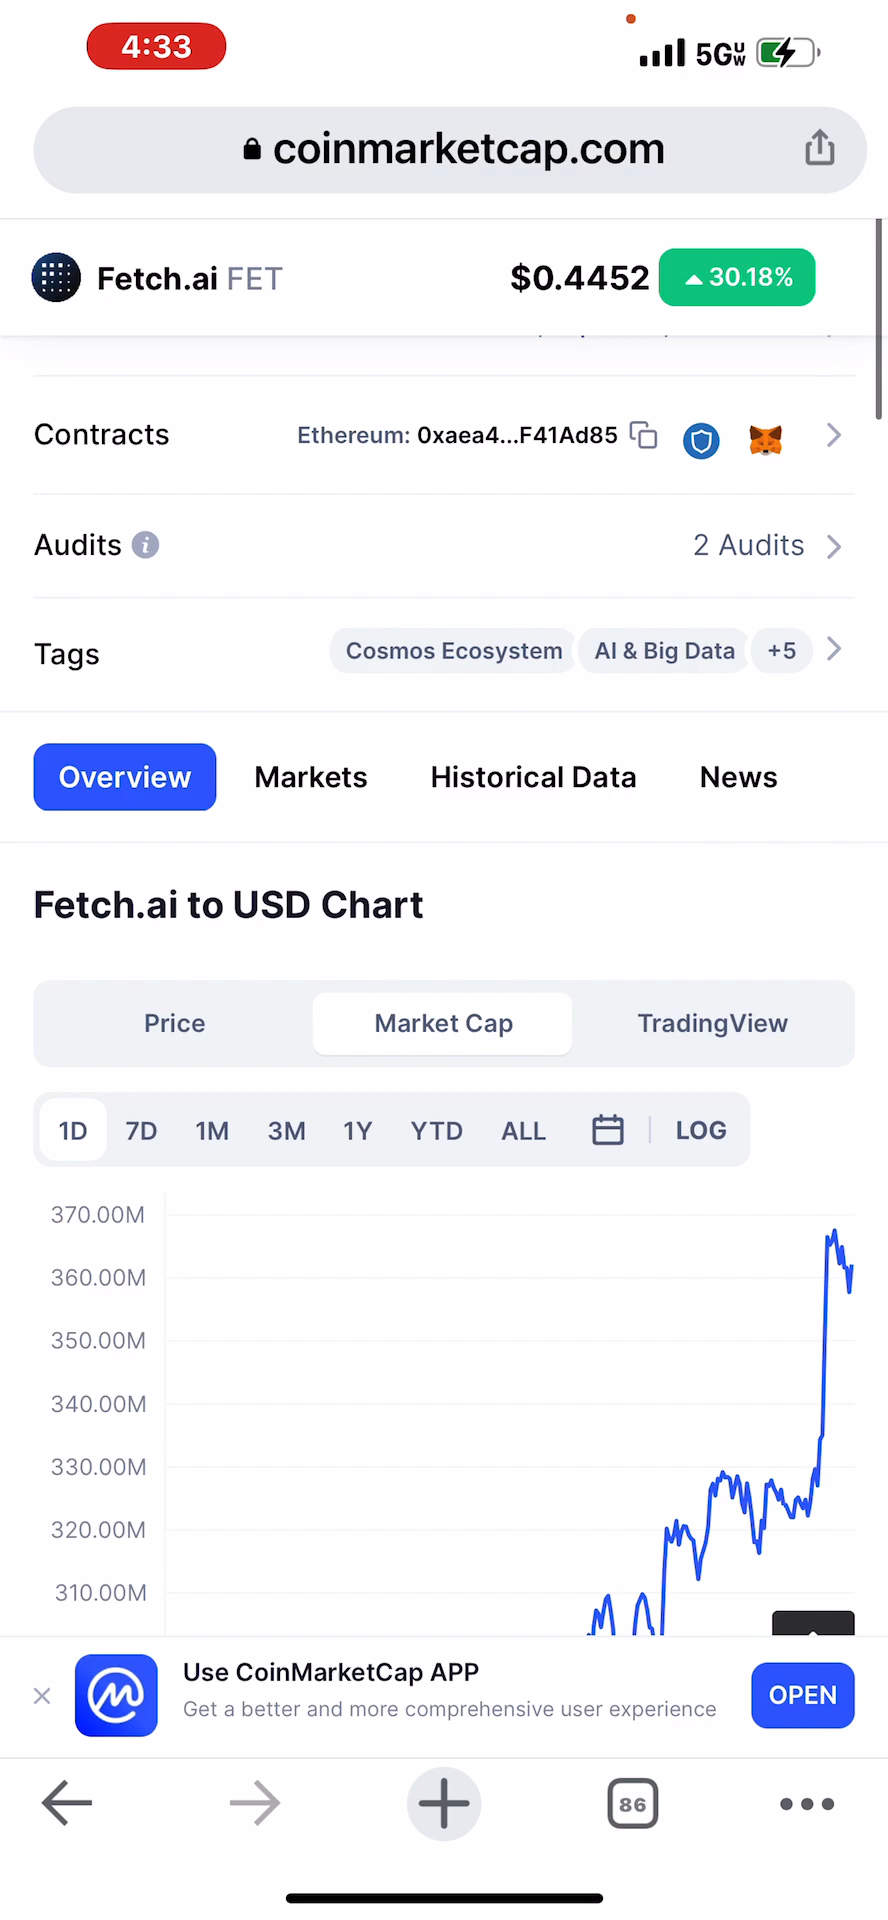 4:33
5G UW
coinmarketcap.com
Fetch.ai FET $0.4452 30.18%
Contracts Ethereum: 0xaea4...F41Ad85
Audits i 2 Audits
Tags Cosmos Ecosystem AI & Big Data +5
Overview Markets Historical Data News
Fetch.ai to USD Chart
Price Market Cap TradingView
1D 7D 1M 3M 1Y YTD ALL LOG
370.00M
360.00M
350.00M
340.00M
330.00M
320.00M
310.00M
Use CoinMarketCap APP
Get a better and more comprehensive user experience
OPEN
86